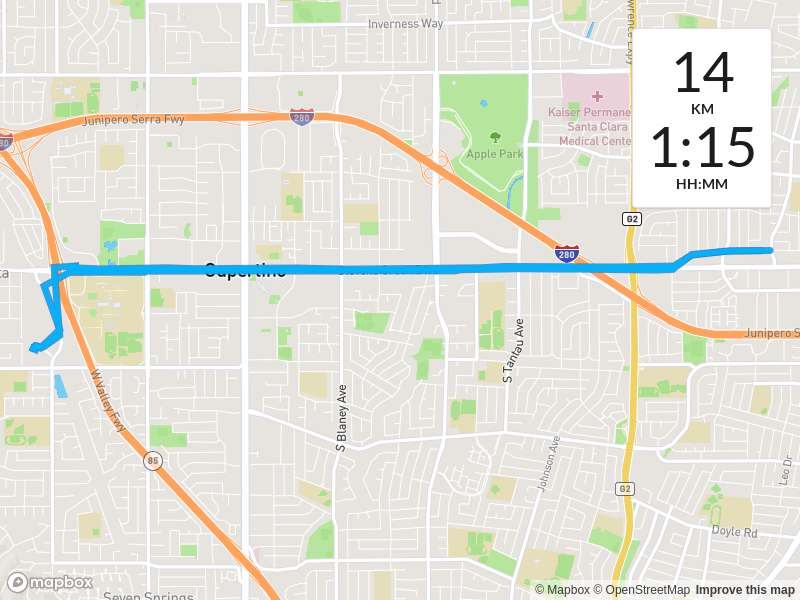 Inverness Way
14
KM
1:15
HH:MM
Kaiser Permane
Santa Clara
Medical Cente
Junipero Serra Fwy
280
Apple Park
G2
280
Cupertino
S Tantau Ave
Junipero S
W Valley Fwy
S Blaney Ave
85
Johnson Ave
G2
Leo Dr
Doyle Rd
Seven Springs
mapbox
© Mapbox © OpenStreetMap Improve this map